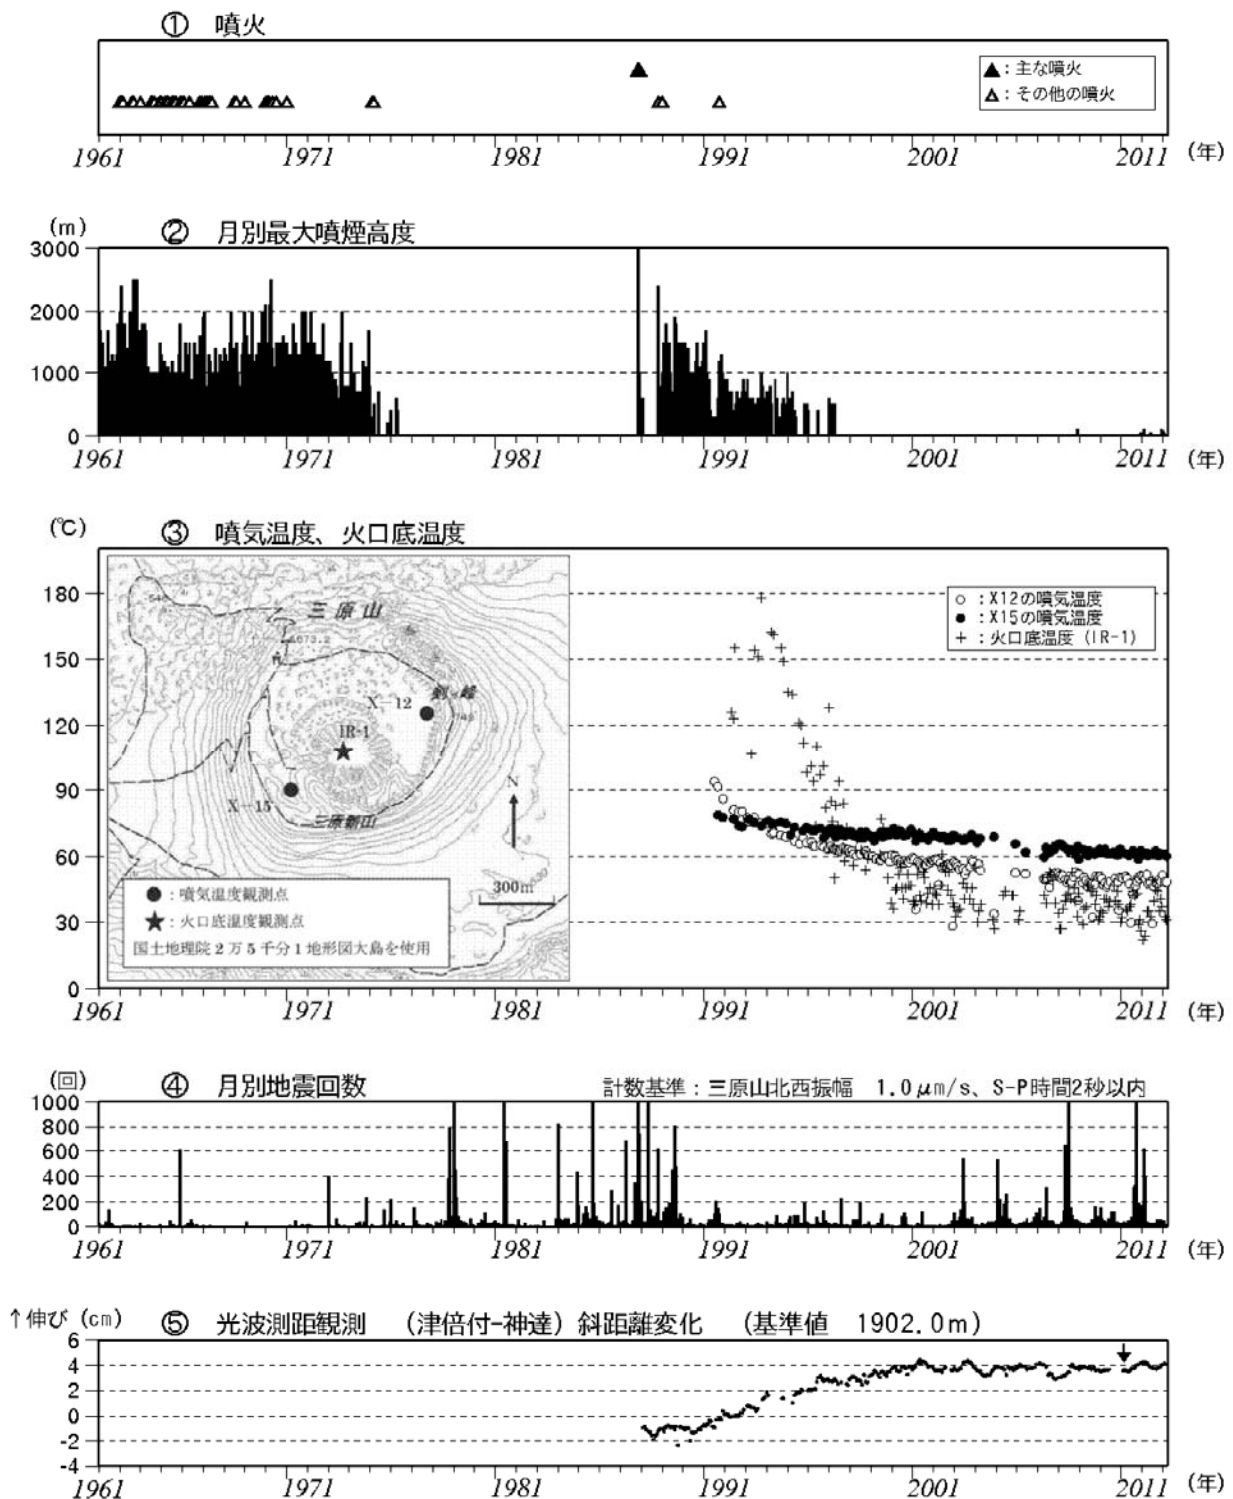 ① 噴火
▲：主な噴火
△：その他の噴火
1961 1971 1981 1991 2001 2011 (年)
(m) ② 月別最大噴煙高度
3000
2000
1000
0
1961 1971 1981 1991 2001 2011 (年)
(℃) ③ 噴気温度、火口底温度
180
150
120
90
60
30
0
○：X12の噴気温度
●：X15の噴気温度
+：火口底温度 (IR-1)
三原山
X-12 剣ヶ峰
IR-1
X-15
三原新山
N
300m
●：噴気温度観測点
★：火口底温度観測点
国土地理院2万5千分1地形図大島を使用
1961 1971 1981 1991 2001 2011 (年)
(回) ④ 月別地震回数 計数基準：三原山北西振幅 1.0μm/s、S-P時間2秒以内
1000
800
600
400
200
0
1961 1971 1981 1991 2001 2011 (年)
↑伸び (cm) ⑤ 光波測距観測 (津倍付-神達) 斜距離変化 (基準値 1902.0m)
6
4
2
0
-2
-4
1961 1971 1981 1991 2001 2011 (年)